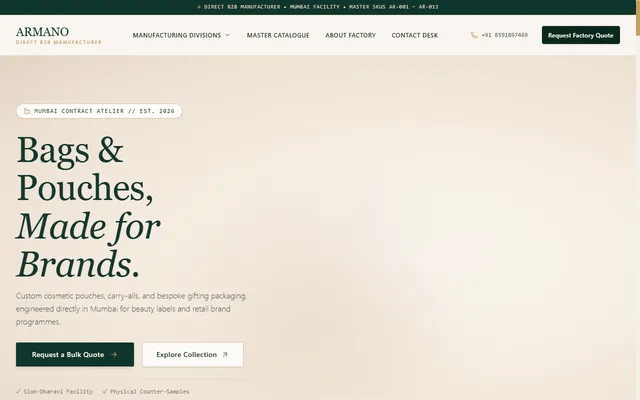 DIRECT B2B MANUFACTURER • MUMBAI FACILITY • MASTER SKUS AR-001 – AR-013
ARMANO
DIRECT B2B MANUFACTURER
MANUFACTURING DIVISIONS
MASTER CATALOGUE
ABOUT FACTORY
CONTACT DESK
+91 8591897469
Request Factory Quote
MUMBAI CONTRACT ATELIER // EST. 2026
Bags &
Pouches,
Made for
Brands.
Custom cosmetic pouches, carry-alls, and bespoke gifting packaging,
engineered directly in Mumbai for beauty labels and retail brand
programmes.
Request a Bulk Quote →
Explore Collection ↗
✓ Sion-Dharavi Facility ✓ Physical Counter-Samples